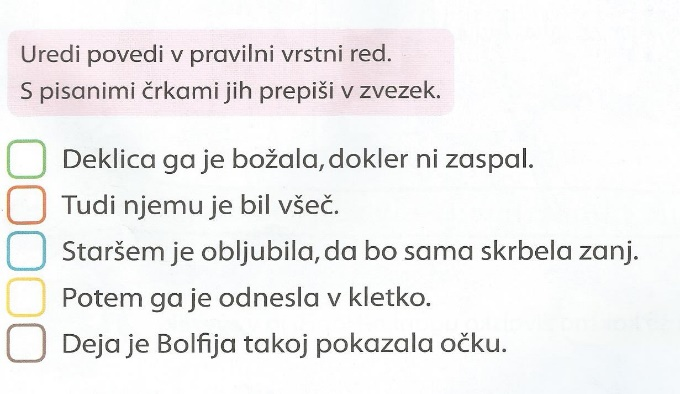 Uredi povedi v pravilni vrstni red.
S pisanimi črkami jih prepiši v zvezek.
Deklica ga je božala, dokler ni zaspal.
Tudi njemu je bil všeč.
Staršem je obljubila, da bo sama skrbela zanj.
Potem ga je odnesla v kletko.
Deja je Bolfija takoj pokazala očku.